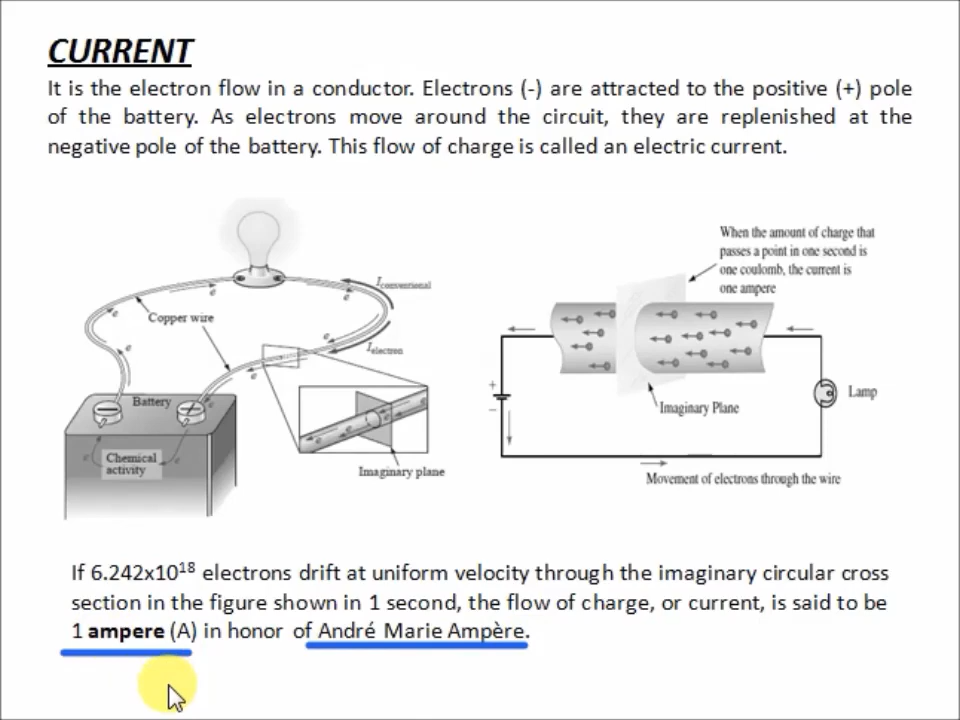 CURRENT
It is the electron flow in a conductor. Electrons (-) are attracted to the positive (+) pole
of the battery. As electrons move around the circuit, they are replenished at the
negative pole of the battery. This flow of charge is called an electric current.
When the amount of charge that
passes a point in one second is
one coulomb, the current is
one ampere
I conventional
e
e
e
Copper wire
e
e
I electron
e
e
Battery
e
e
e
e
e
Chemical
activity
e
e
Imaginary plane
+
−
Imaginary Plane
Lamp
Movement of electrons through the wire
If 6.242x10¹⁸ electrons drift at uniform velocity through the imaginary circular cross
section in the figure shown in 1 second, the flow of charge, or current, is said to be
1 ampere (A) in honor of André Marie Ampère.